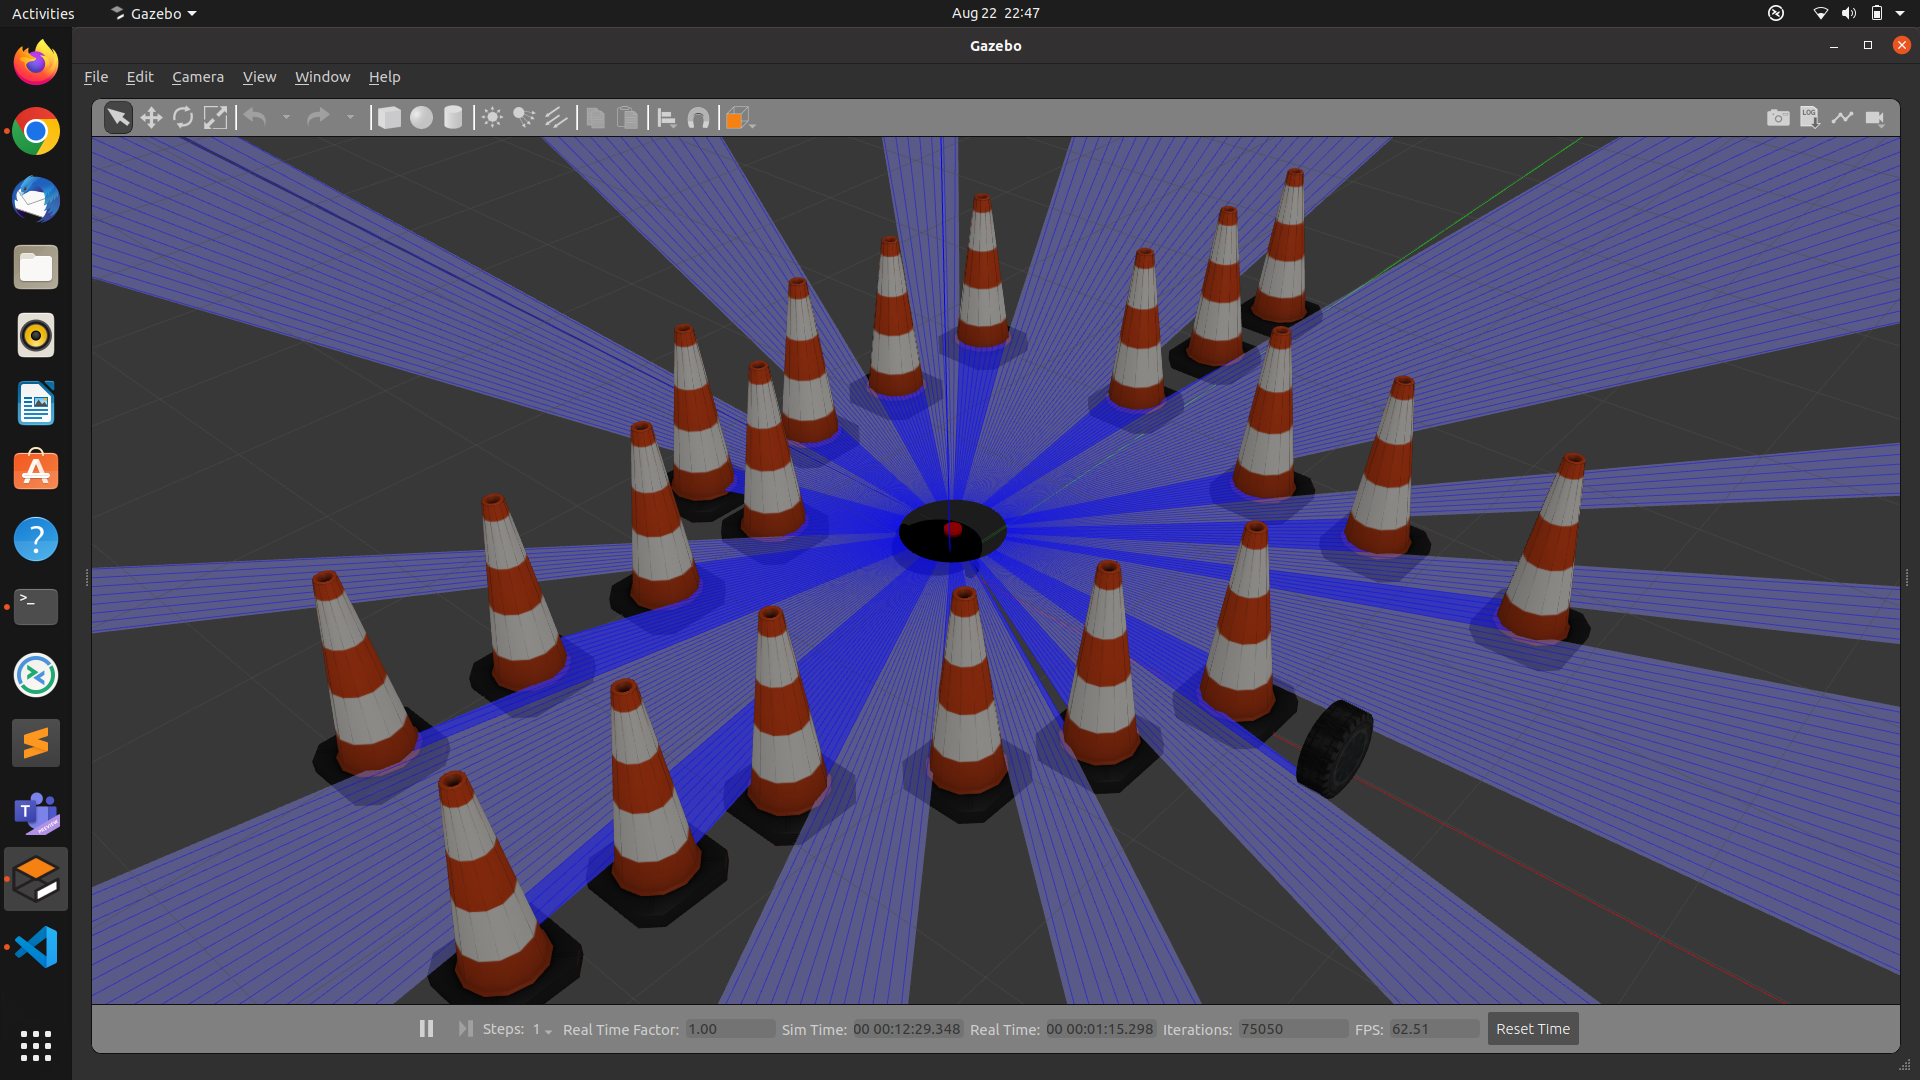 Activities
Gazebo
Aug 22 22:47
Gazebo
File Edit Camera View Window Help
LOG
>_
?
T
PREVIEW
Steps: 1 Real Time Factor: 1.00 Sim Time: 00 00:12:29.348 Real Time: 00 00:01:15.298 Iterations: 75050 FPS: 62.51 Reset Time